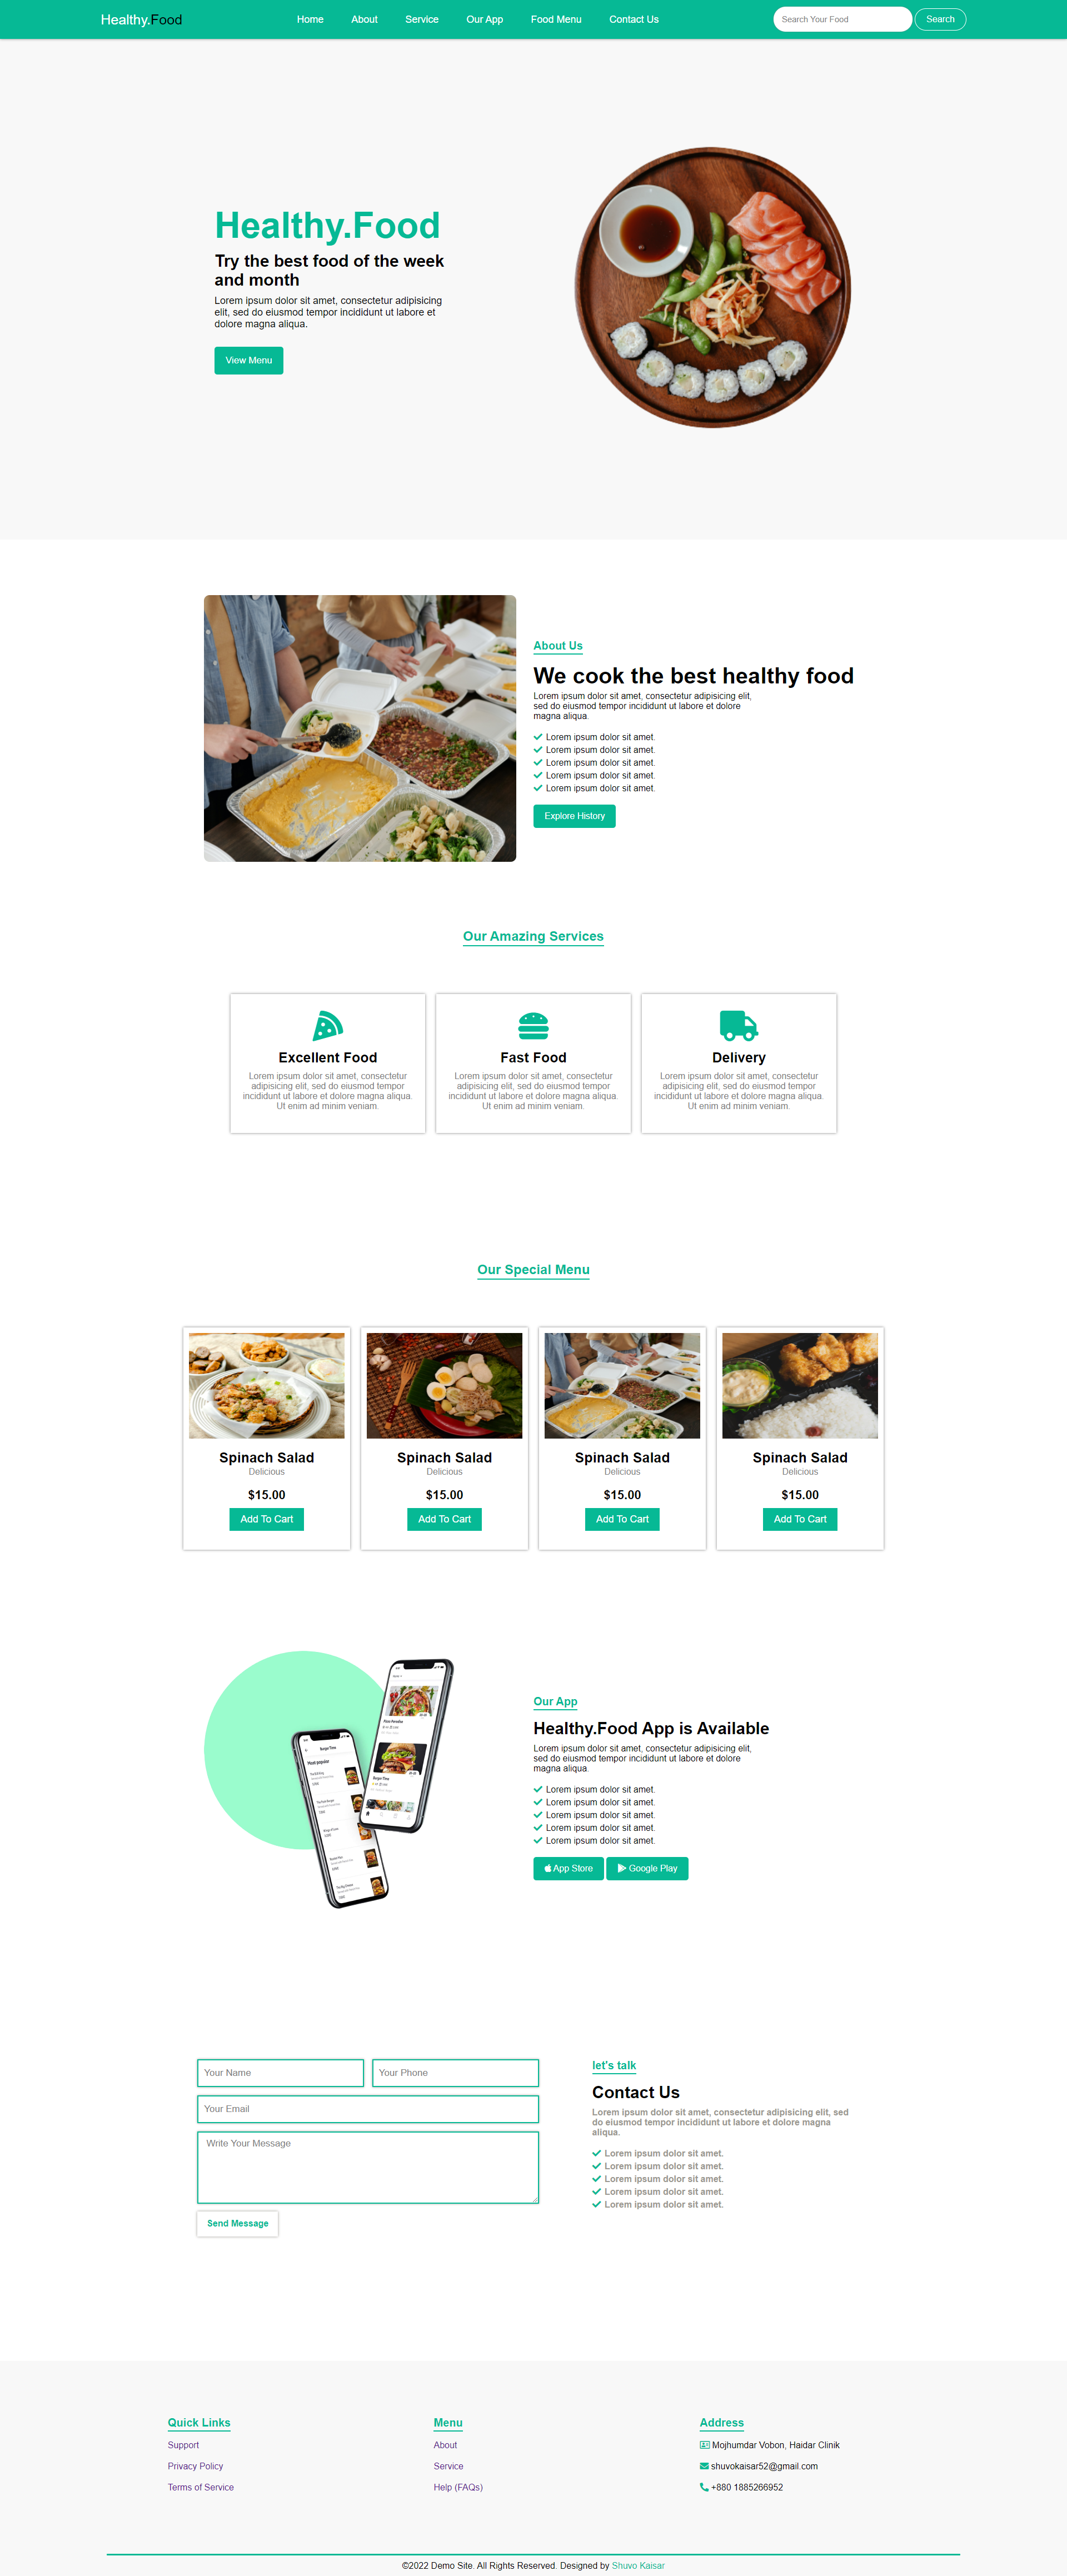 Healthy.Food
Home
About
Service
Our App
Food Menu
Contact Us
Search Your Food
Search
Healthy.Food
Try the best food of the week
and month
Lorem ipsum dolor sit amet, consectetur adipisicing
elit, sed do eiusmod tempor incididunt ut labore et
dolore magna aliqua.
View Menu
About Us
We cook the best healthy food
Lorem ipsum dolor sit amet, consectetur adipisicing elit,
sed do eiusmod tempor incididunt ut labore et dolore
magna aliqua.
Lorem ipsum dolor sit amet.
Lorem ipsum dolor sit amet.
Lorem ipsum dolor sit amet.
Lorem ipsum dolor sit amet.
Lorem ipsum dolor sit amet.
Explore History
Our Amazing Services
Excellent Food
Lorem ipsum dolor sit amet, consectetur
adipisicing elit, sed do eiusmod tempor
incididunt ut labore et dolore magna aliqua.
Ut enim ad minim veniam.
Fast Food
Lorem ipsum dolor sit amet, consectetur
adipisicing elit, sed do eiusmod tempor
incididunt ut labore et dolore magna aliqua.
Ut enim ad minim veniam.
Delivery
Lorem ipsum dolor sit amet, consectetur
adipisicing elit, sed do eiusmod tempor
incididunt ut labore et dolore magna aliqua.
Ut enim ad minim veniam.
Our Special Menu
Spinach Salad
Delicious
$15.00
Add To Cart
Spinach Salad
Delicious
$15.00
Add To Cart
Spinach Salad
Delicious
$15.00
Add To Cart
Spinach Salad
Delicious
$15.00
Add To Cart
Burger Time
Most popular
Our App
Healthy.Food App is Available
Lorem ipsum dolor sit amet, consectetur adipisicing elit,
sed do eiusmod tempor incididunt ut labore et dolore
magna aliqua.
Lorem ipsum dolor sit amet.
Lorem ipsum dolor sit amet.
Lorem ipsum dolor sit amet.
Lorem ipsum dolor sit amet.
Lorem ipsum dolor sit amet.
App Store
Google Play
Your Name
Your Phone
Your Email
Write Your Message
Send Message
let's talk
Contact Us
Lorem ipsum dolor sit amet, consectetur adipisicing elit, sed
do eiusmod tempor incididunt ut labore et dolore magna
aliqua.
Lorem ipsum dolor sit amet.
Lorem ipsum dolor sit amet.
Lorem ipsum dolor sit amet.
Lorem ipsum dolor sit amet.
Lorem ipsum dolor sit amet.
Quick Links
Support
Privacy Policy
Terms of Service
Menu
About
Service
Help (FAQs)
Address
Mojhumdar Vobon, Haidar Clinik
shuvokaisar52@gmail.com
+880 1885266952
©2022 Demo Site. All Rights Reserved. Designed by Shuvo Kaisar